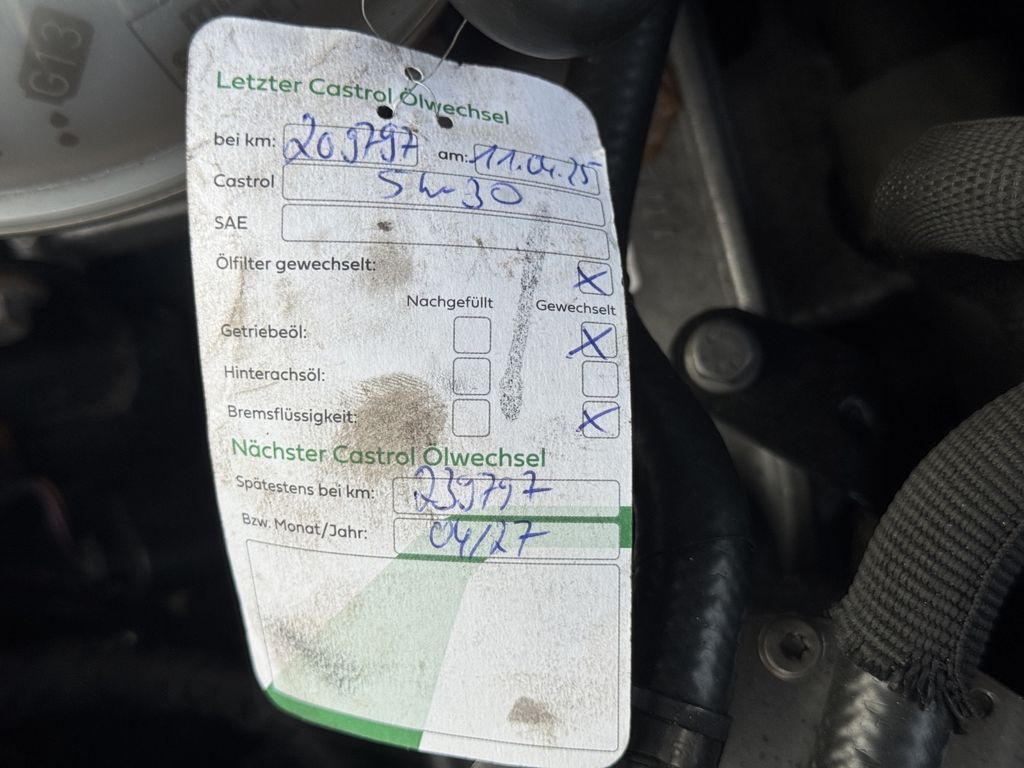 G13
Letzter Castrol Ölwechsel
bei km: 209797 am: 11.04.25
Castrol 5W-30
SAE
Ölfilter gewechselt: X
Nachgefüllt Gewechselt
Getriebeöl: X
Hinterachsöl:
Bremsflüssigkeit: X
Nächster Castrol Ölwechsel
Spätestens bei km: 239797
Bzw. Monat/Jahr: 04/27